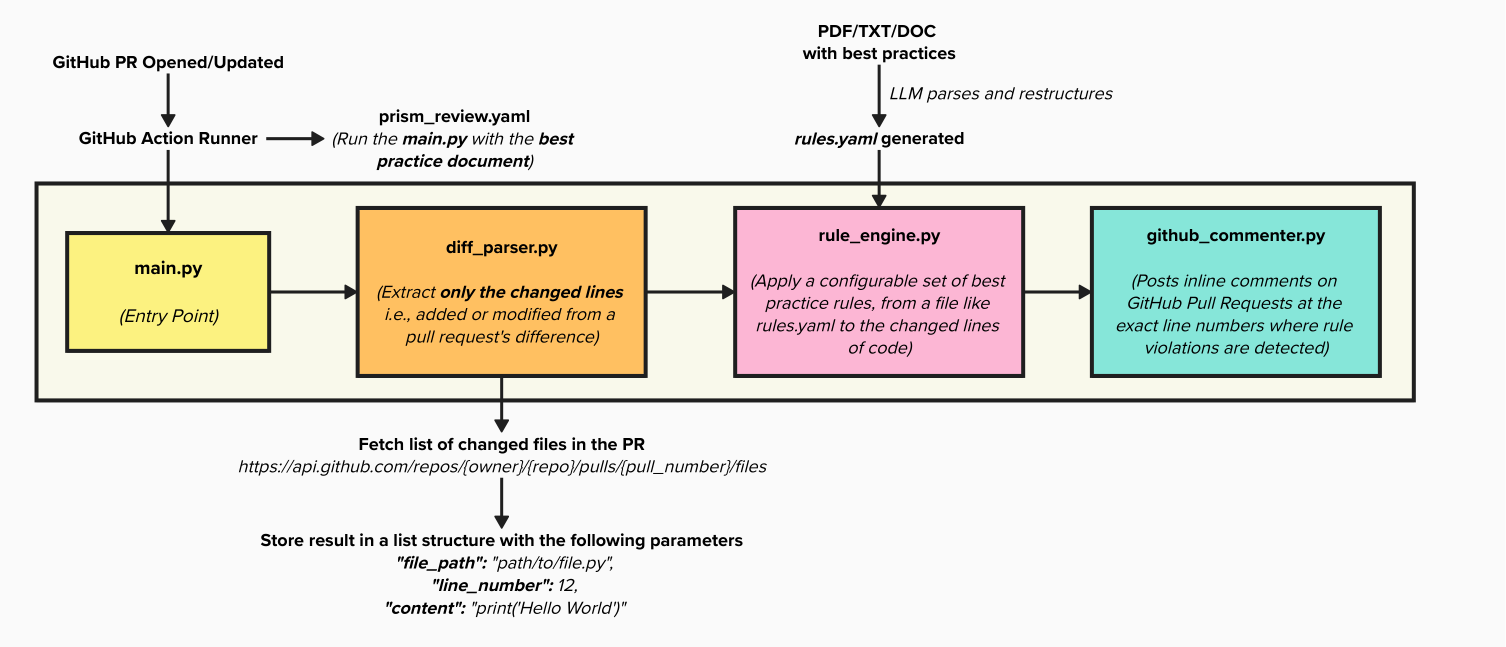 GitHub PR Opened/Updated
GitHub Action Runner
prism_review.yaml
(Run the main.py with the best
practice document)
PDF/TXT/DOC
with best practices
LLM parses and restructures
rules.yaml generated
main.py
(Entry Point)
diff_parser.py
(Extract only the changed lines
i.e., added or modified from a
pull request's difference)
rule_engine.py
(Apply a configurable set of best
practice rules, from a file like
rules.yaml to the changed lines
of code)
github_commenter.py
(Posts inline comments on
GitHub Pull Requests at the
exact line numbers where rule
violations are detected)
Fetch list of changed files in the PR
https://api.github.com/repos/{owner}/{repo}/pulls/{pull_number}/files
Store result in a list structure with the following parameters
"file_path": "path/to/file.py",
"line_number": 12,
"content": "print('Hello World')"